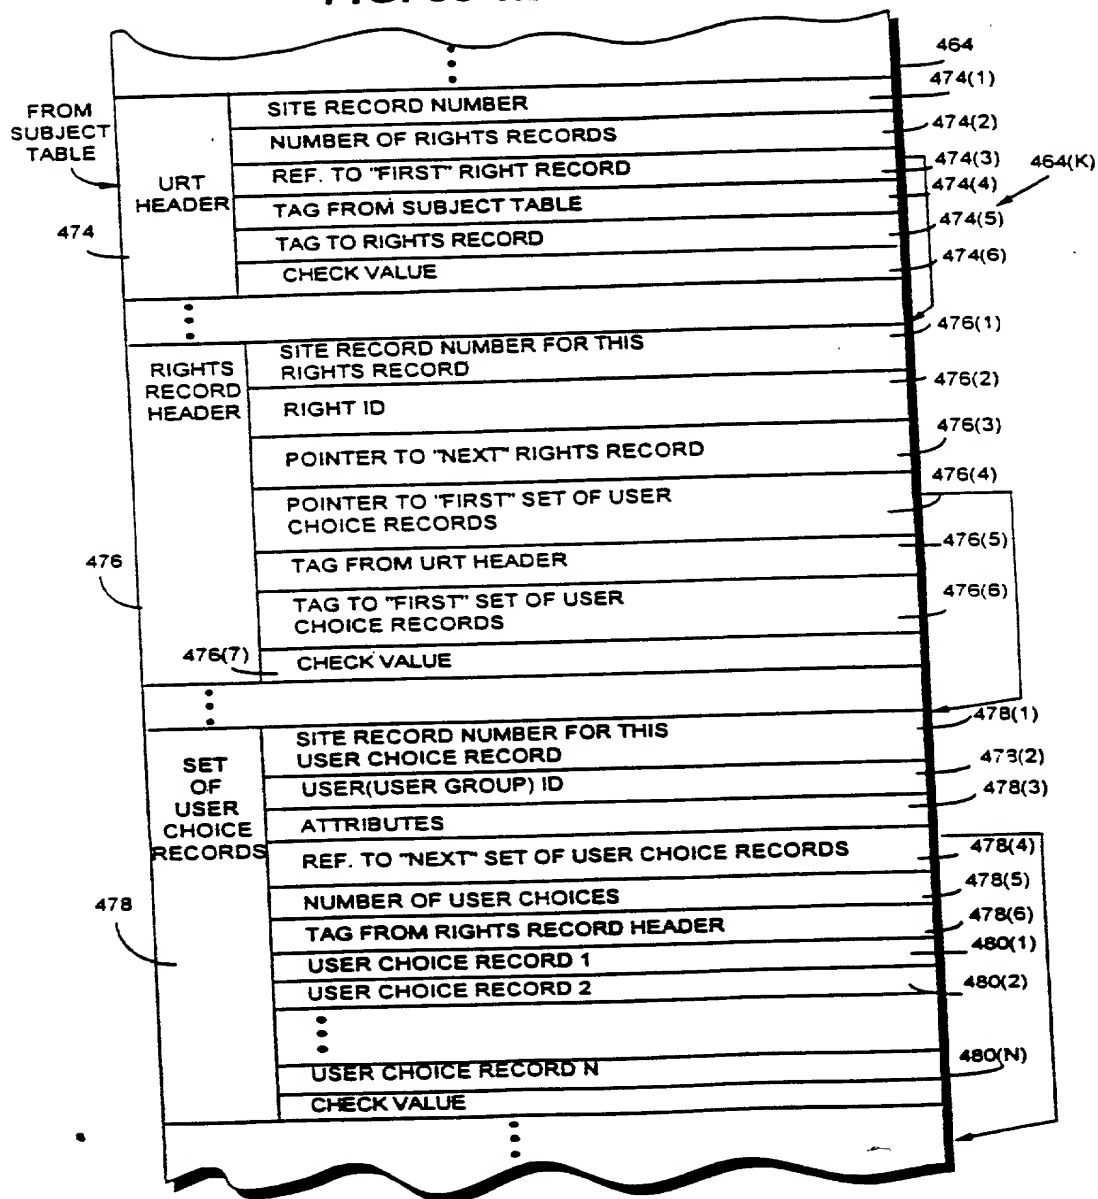 464
474(1)
FROM
SUBJECT
TABLE
SITE RECORD NUMBER
474(2)
NUMBER OF RIGHTS RECORDS
474(3)
464(K)
URT
HEADER
REF. TO "FIRST" RIGHT RECORD
474(4)
TAG FROM SUBJECT TABLE
474(5)
474
TAG TO RIGHTS RECORD
474(6)
CHECK VALUE
476(1)
RIGHTS
RECORD
HEADER
SITE RECORD NUMBER FOR THIS
RIGHTS RECORD
476(2)
RIGHT ID
476(3)
POINTER TO "NEXT" RIGHTS RECORD
476(4)
POINTER TO "FIRST" SET OF USER
CHOICE RECORDS
476(5)
476
TAG FROM URT HEADER
476(6)
TAG TO "FIRST" SET OF USER
CHOICE RECORDS
476(7)
CHECK VALUE
478(1)
SET
OF
USER
CHOICE
RECORDS
SITE RECORD NUMBER FOR THIS
USER CHOICE RECORD
478(2)
USER(USER GROUP) ID
478(3)
ATTRIBUTES
478(4)
REF. TO "NEXT" SET OF USER CHOICE RECORDS
478(5)
478
NUMBER OF USER CHOICES
478(6)
TAG FROM RIGHTS RECORD HEADER
480(1)
USER CHOICE RECORD 1
480(2)
USER CHOICE RECORD 2
480(N)
USER CHOICE RECORD N
CHECK VALUE